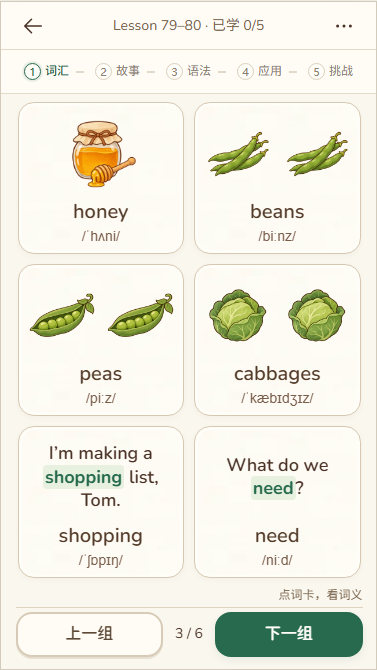 Lesson 79–80 · 已学 0/5
1 词汇 – 2 故事 – 3 语法 – 4 应用 – 5 挑战
honey
/ˈhʌni/
beans
/biːnz/
peas
/piːz/
cabbages
/ˈkæbɪdʒɪz/
I'm making a
shopping list,
Tom.
shopping
/ˈʃɒpɪŋ/
What do we
need?
need
/niːd/
点词卡，看词义
上一组
3 / 6
下一组